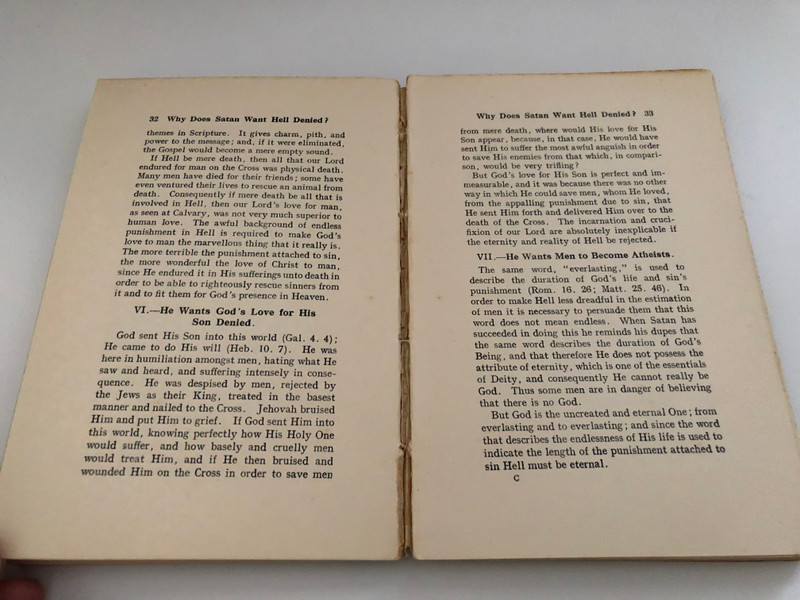 32 Why Does Satan Want Hell Denied?
themes in Scripture. It gives charm, pith, and
power to the message; and, if it were eliminated,
the Gospel would become a mere empty sound.
If Hell be mere death, then all that our Lord
endured for man on the Cross was physical death.
Many men have died for their friends; some have
even ventured their lives to rescue an animal from
death. Consequently if mere death be all that is
involved in Hell, then our Lord's love for man,
as seen at Calvary, was not very much superior to
human love. The awful background of endless
punishment in Hell is required to make God's
love to man the marvellous thing that it really is.
The more terrible the punishment attached to sin,
the more wonderful the love of Christ to man,
since He endured it in His sufferings unto death in
order to be able to righteously rescue sinners from
it and to fit them for God's presence in Heaven.
VI.—He Wants God's Love for His
Son Denied.
God sent His Son into this world (Gal. 4. 4);
He came to do His will (Heb. 10. 7). He was
here in humiliation amongst men, hating what He
saw and heard, and suffering intensely in conse-
quence. He was despised by men, rejected by
the Jews as their King, treated in the basest
manner and nailed to the Cross. Jehovah bruised
Him and put Him to grief. If God sent Him into
this world, knowing perfectly how His Holy One
would suffer, and how basely and cruelly men
would treat Him, and if He then bruised and
wounded Him on the Cross in order to save men
Why Does Satan Want Hell Denied? 33
from mere death, where would His love for His
Son appear, because, in that case, He would have
sent Him to suffer the most awful anguish in order
to save His enemies from that which, in compari-
son, would be very trifling?
But God's love for His Son is perfect and im-
measurable, and it was because there was no other
way in which He could save men, whom He loved,
from the appalling punishment due to sin, that
He sent Him forth and delivered Him over to the
death of the Cross. The incarnation and cruci-
fixion of our Lord are absolutely inexplicable if
the eternity and reality of Hell be rejected.
VII.—He Wants Men to Become Atheists.
The same word, "everlasting," is used to
describe the duration of God's life and sin's
punishment (Rom. 16. 26; Matt. 25. 46). In
order to make Hell less dreadful in the estimation
of men it is necessary to persuade them that this
word does not mean endless. When Satan has
succeeded in doing this he reminds his dupes that
the same word describes the duration of God's
Being, and that therefore He does not possess the
attribute of eternity, which is one of the essentials
of Deity, and consequently He cannot really be
God. Thus some men are in danger of believing
that there is no God.
But God is the uncreated and eternal One; from
everlasting and to everlasting; and since the word
that describes the endlessness of His life is used to
indicate the length of the punishment attached to
sin Hell must be eternal.
C